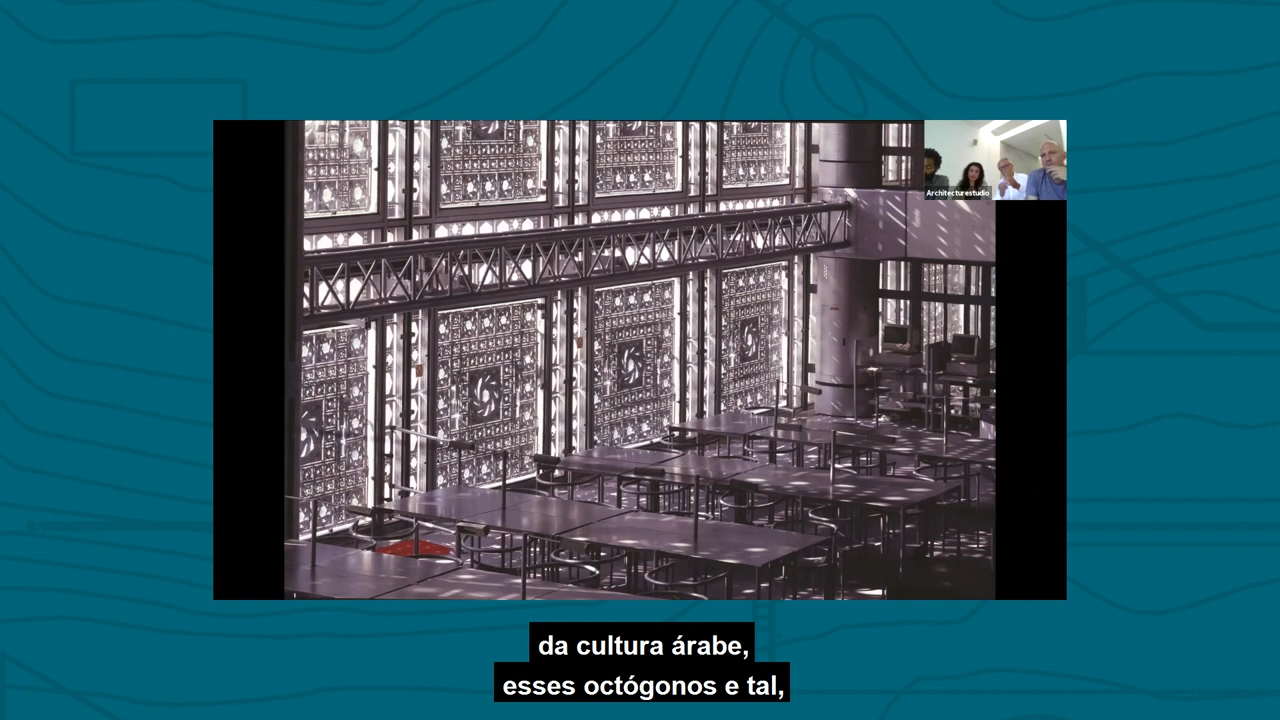 Architecturestudio
da cultura árabe,
esses octógonos e tal,